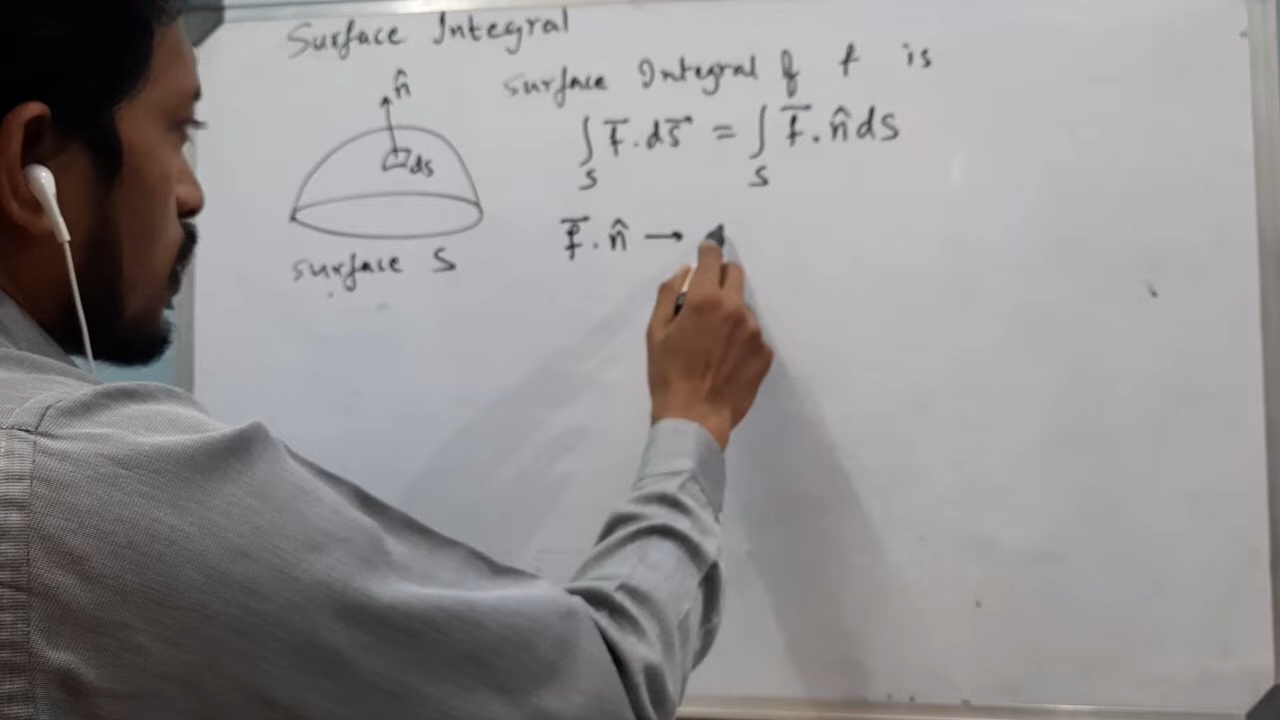 Surface Integral
n̂
ds
surface S
surface Integral of f is
∫ f̅.ds⃗ = ∫ f̅.n̂ ds
S S
f̅.n̂ →